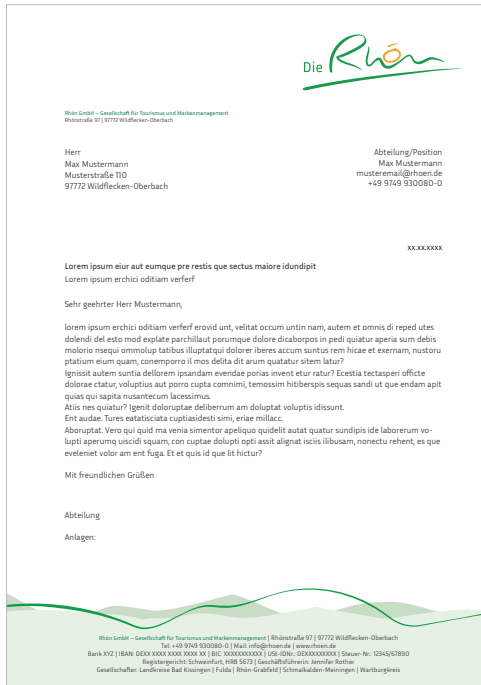 Die Rhön
Rhön GmbH – Gesellschaft für Tourismus und Markenmanagement
Rhönstraße 97 | 97772 Wildflecken-Oberbach
Herr
Max Mustermann
Musterstraße 110
97772 Wildflecken-Oberbach
Abteilung/Position
Max Mustermann
musteremail@rhoen.de
+49 9749 930080-0
xx.xx.xxxx
Lorem ipsum eiur aut eumque pre restis que sectus maiore idundipit
Lorem ipsum erchici oditiam verferf
Sehr geehrter Herr Mustermann,
lorem ipsum erchici oditiam verferf erovid unt, velitat occum untin nam, autem et omnis di reped utes
dolendi del esto mod explate parchillaut porumque dolore dicaborpos in pedi quiatur aperia sum debis
molorio nsequi ommolup tatibus illuptatqui dolorer iberes accum suntus rem hicae et exernam, nustoru
ptatium eium quam, conemporro il mos delita dit arum quatatur sitem latur?
Ignissit autem suntia dellorem ipsandam evendae porias invent etur ratur? Ecestia tectasperi officte
dolorae ctatur, voluptius aut porro cupta comnimi, temossim hitiberspis sequas sandi ut que endam apit
quias qui sapita nusantecum lacessimus.
Atiis nes quiatur? Igenit doloruptae deliberrum am doluptat voluptis idissunt.
Ent audae. Tures eatatisciata cuptiasidesti simi, eriae millacc.
Aboruptat. Vero qui quid ma venia simentor apeliquo quidelit autat quatur sundipis ide laborerum vo-
lupti aperumq uiscidi squam, con cuptae dolupti opti assit alignat isciis ilibusam, nonectu rehent, es que
eveleniet volor am ent fuga. Et et quis id que lit hictur?
Mit freundlichen Grüßen
Abteilung
Anlagen:
Rhön GmbH – Gesellschaft für Tourismus und Markenmanagement | Rhönstraße 97 | 97772 Wildflecken-Oberbach
Tel: +49 9749 930080-0 | Mail: info@rhoen.de | www.rhoen.de
Bank XYZ | IBAN: DEXX XXXX XXXX XXXX XX | BIC: XXXXXXXXXXX | USt-IDNr.: DEXXXXXXXXX | Steuer-Nr.: 12345/67890
Registergericht: Schweinfurt, HRB 5673 | Geschäftsführerin: Jennifer Rother
Gesellschafter: Landkreise Bad Kissingen | Fulda | Rhön-Grabfeld | Schmalkalden-Meiningen | Wartburgkreis